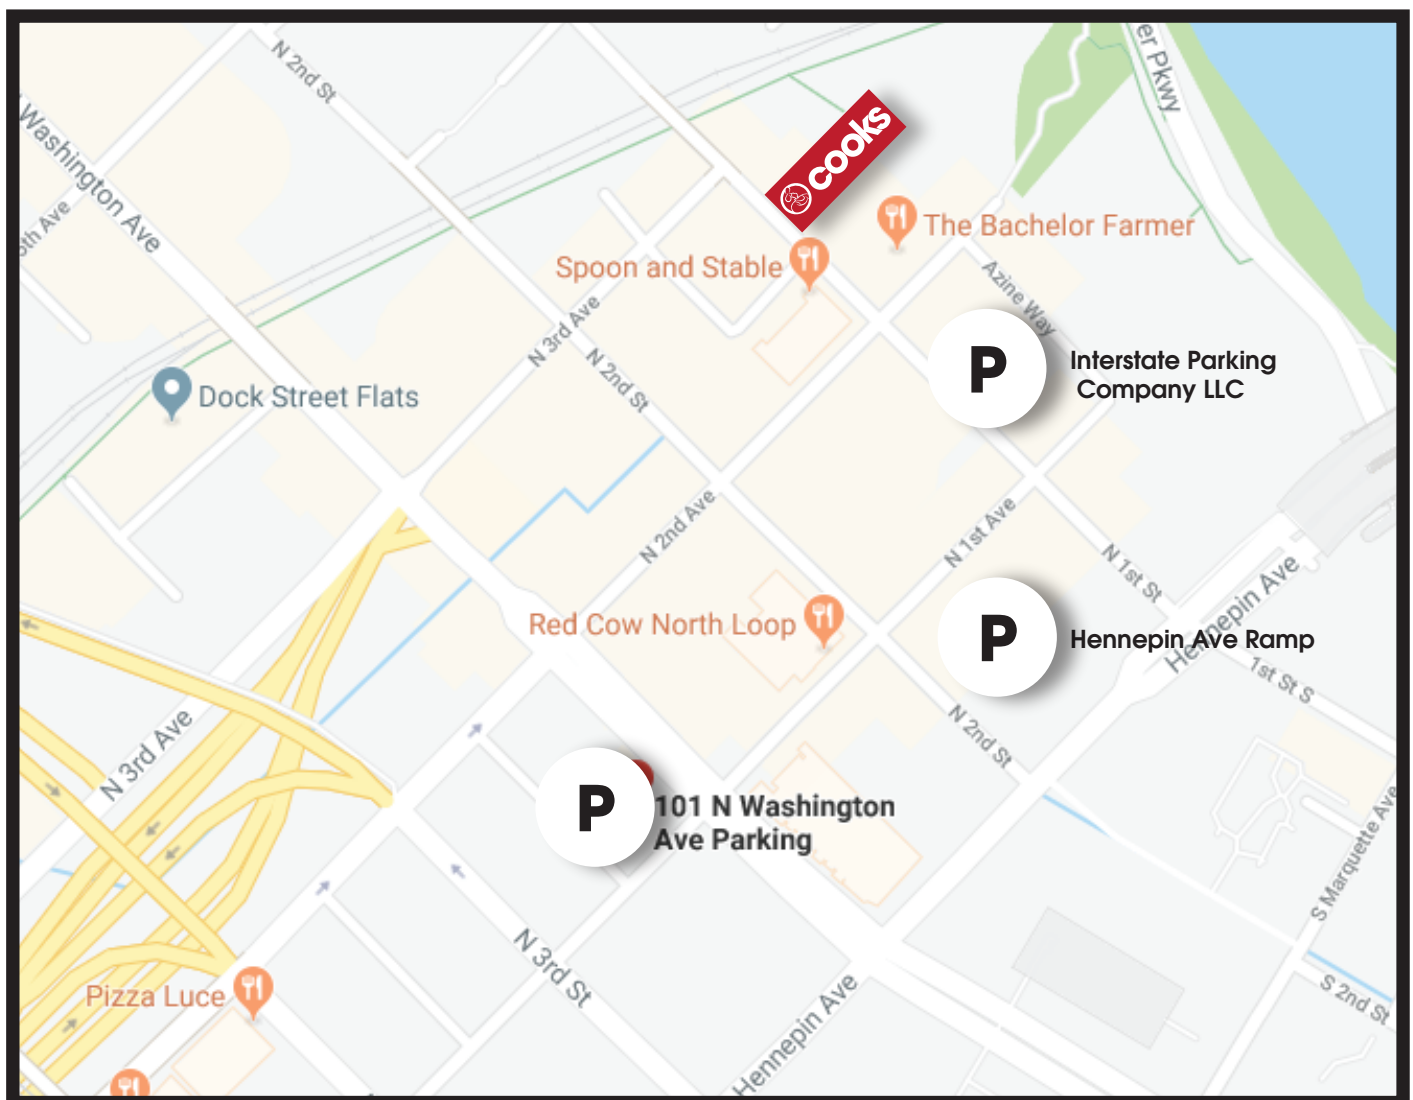 N 2nd St
er Pkwy
Washington Ave
cooks
The Bachelor Farmer
Spoon and Stable
Azine Way
N 3rd Ave
N 2nd St
P
Interstate Parking
Company LLC
Dock Street Flats
N 2nd Ave
N 1st Ave
N 1st St
Hennepin Ave
Red Cow North Loop
P
Hennepin Ave Ramp
1st St S
N 2nd St
N 3rd Ave
P
101 N Washington
Ave Parking
S Marquette Ave
N 3rd St
Pizza Luce
Hennepin Ave
S 2nd St